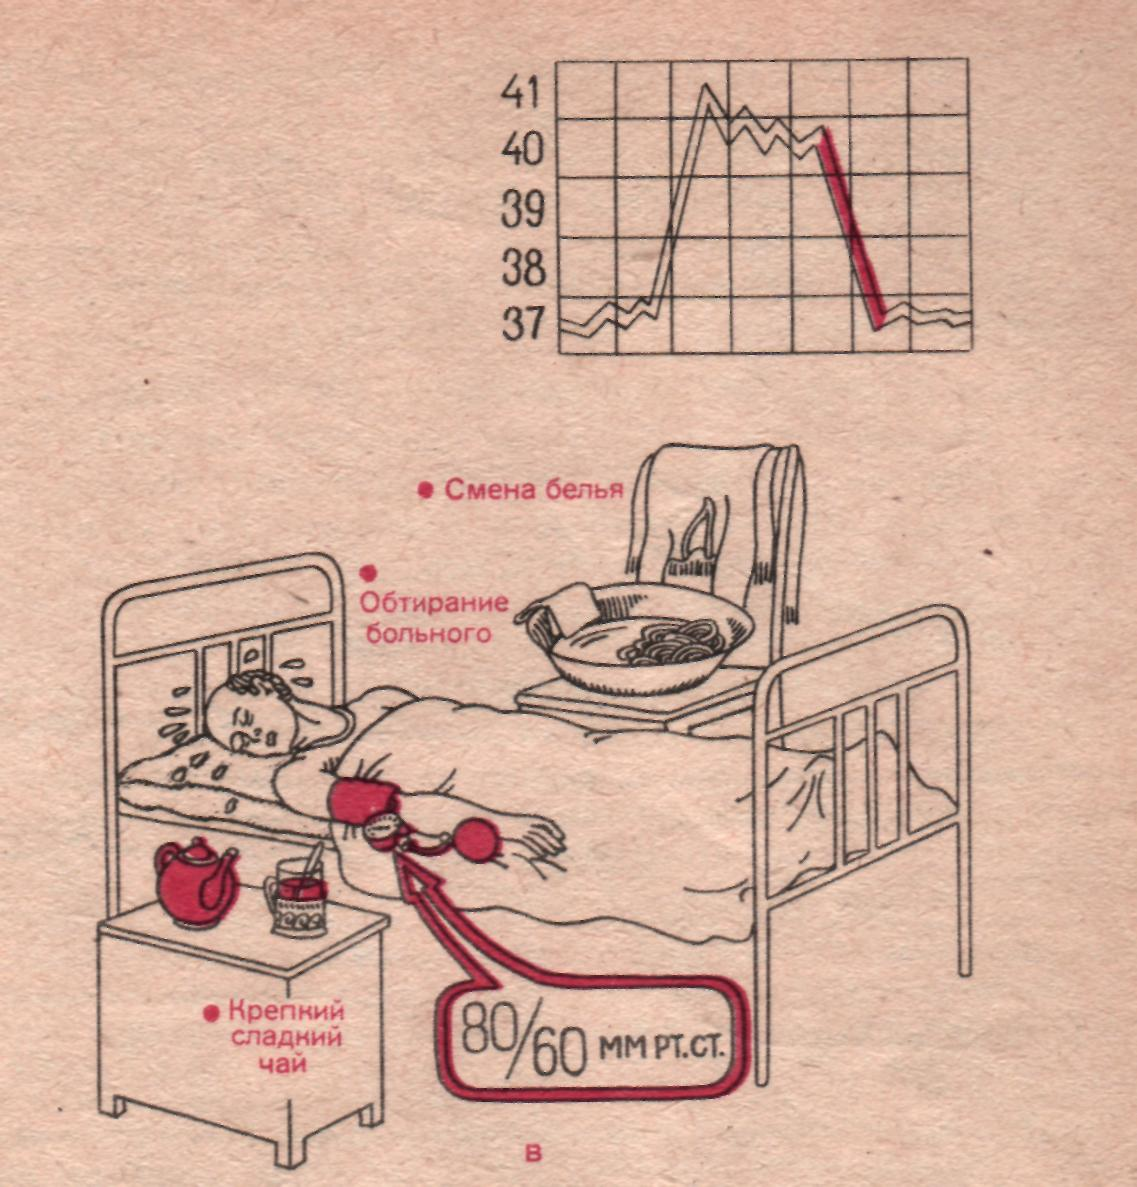 41
40
39
38
37
Смена белья
Обтирание
больного
Крепкий
сладкий
чай
80/60 мм рт.ст.
в